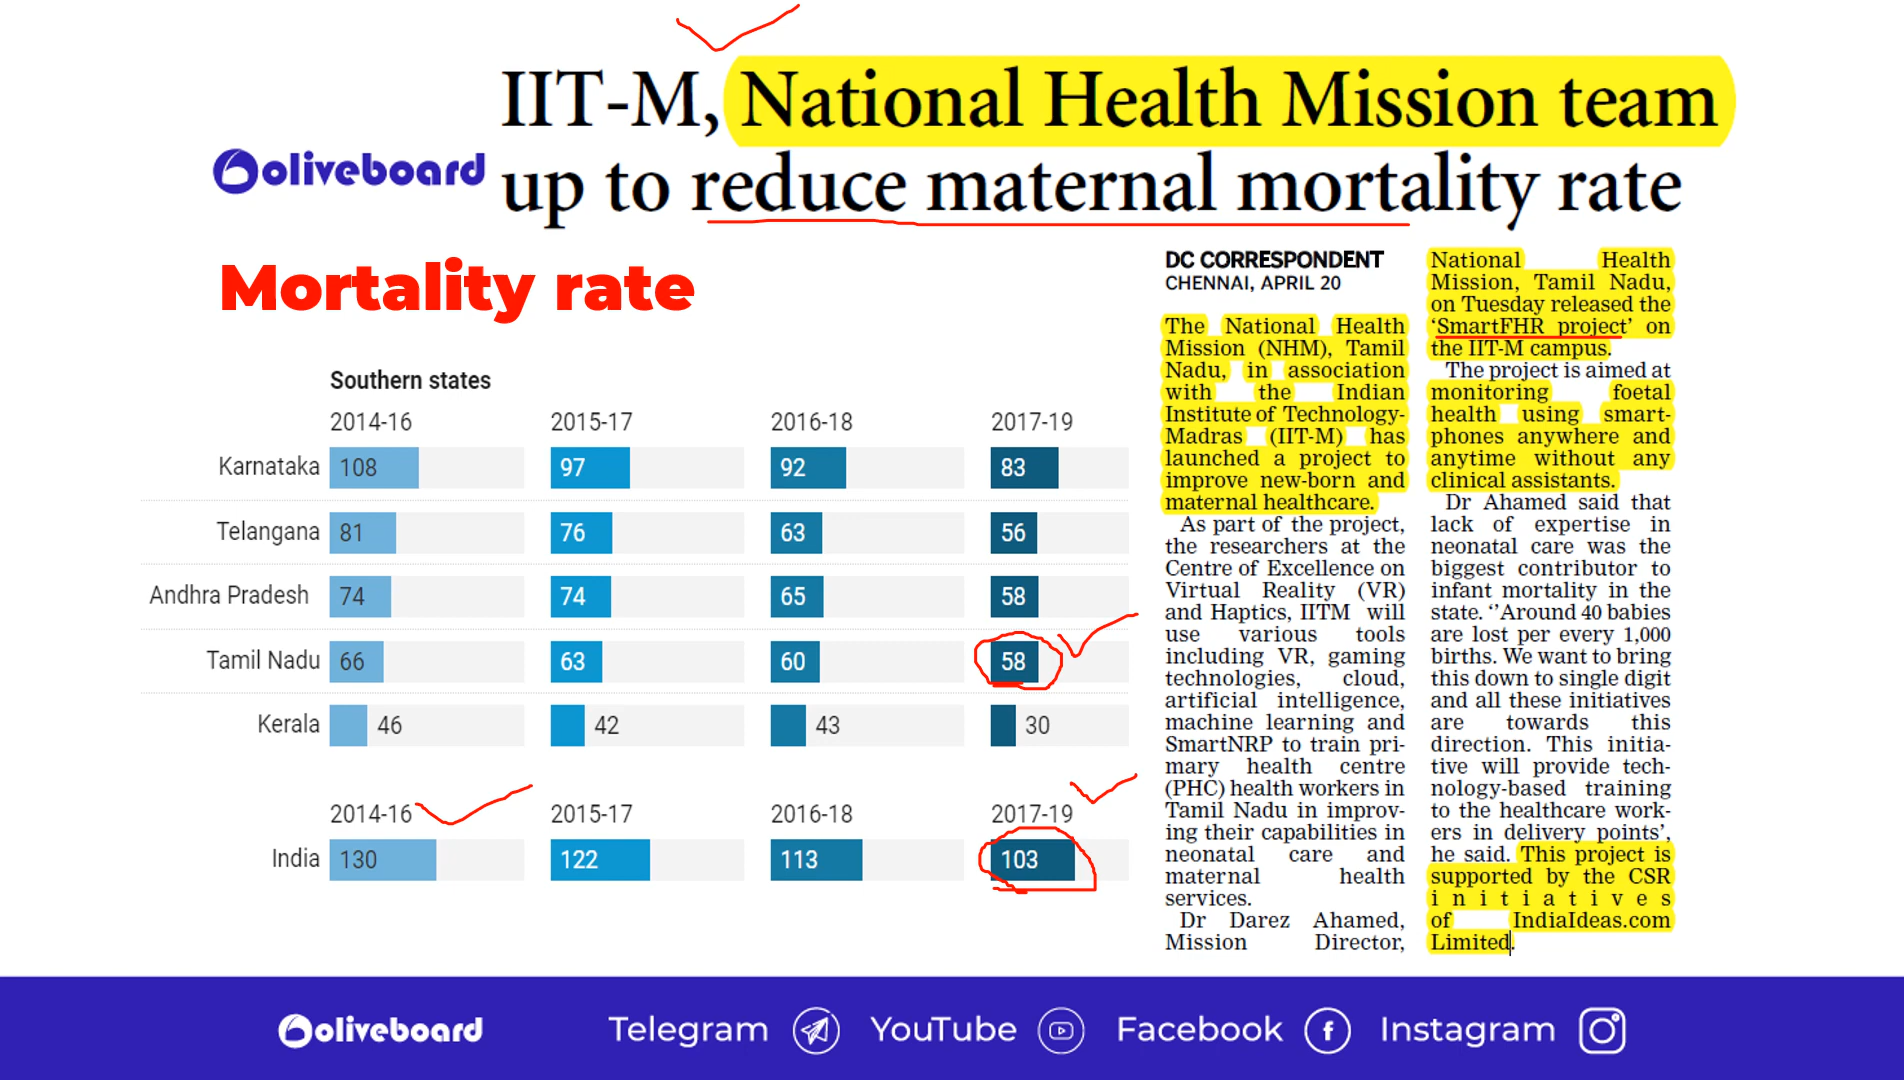 IIT-M, National Health Mission team
up to reduce maternal mortality rate
oliveboard
Mortality rate
Southern states
2014-16 2015-17 2016-18 2017-19
Karnataka 108 97 92 83
Telangana 81 76 63 56
Andhra Pradesh 74 74 65 58
Tamil Nadu 66 63 60 58
Kerala 46 42 43 30
2014-16 2015-17 2016-18 2017-19
India 130 122 113 103
DC CORRESPONDENT
CHENNAI, APRIL 20
The National Health
Mission (NHM), Tamil
Nadu, in association
with the Indian
Institute of Technology-
Madras (IIT-M) has
launched a project to
improve new-born and
maternal healthcare.
As part of the project,
the researchers at the
Centre of Excellence on
Virtual Reality (VR)
and Haptics, IITM will
use various tools
including VR, gaming
technologies, cloud,
artificial intelligence,
machine learning and
SmartNRP to train pri-
mary health centre
(PHC) health workers in
Tamil Nadu in improv-
ing their capabilities in
neonatal care and
maternal health
services.
Dr Darez Ahamed,
Mission Director,
National Health
Mission, Tamil Nadu,
on Tuesday released the
‘SmartFHR project’ on
the IIT-M campus.
The project is aimed at
monitoring foetal
health using smart-
phones anywhere and
anytime without any
clinical assistants.
Dr Ahamed said that
lack of expertise in
neonatal care was the
biggest contributor to
infant mortality in the
state. ‘’Around 40 babies
are lost per every 1,000
births. We want to bring
this down to single digit
and all these initiatives
are towards this
direction. This initia-
tive will provide tech-
nology-based training
to the healthcare work-
ers in delivery points’,
he said. This project is
supported by the CSR
initiatives
of IndiaIdeas.com
Limited.
oliveboard Telegram YouTube Facebook Instagram